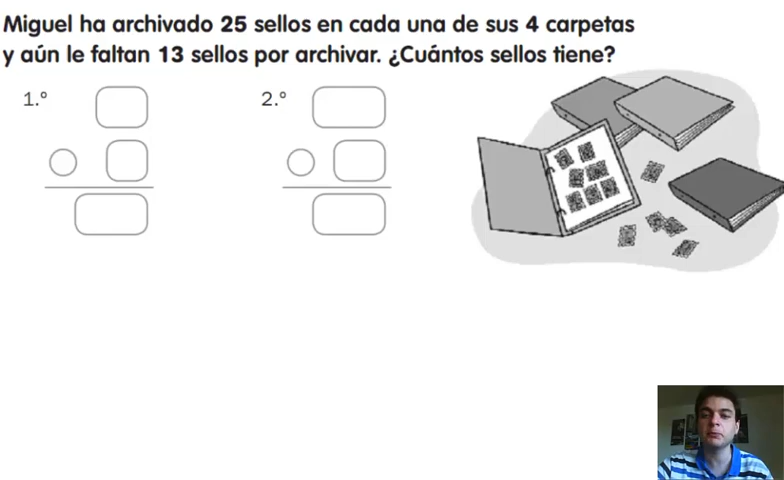 Miguel ha archivado 25 sellos en cada una de sus 4 carpetas
y aún le faltan 13 sellos por archivar. ¿Cuántos sellos tiene?
1.º 2.º